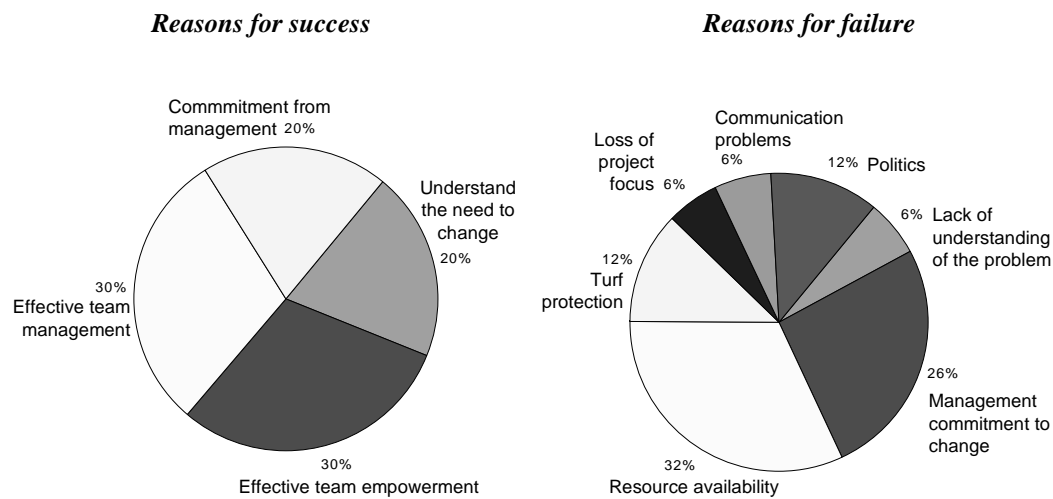 Reasons for success
Commmitment from
management 20%
Understand
the need to
change
20%
30%
Effective team
management
30%
Effective team empowerment
Reasons for failure
Communication
problems
6%
Loss of
project
focus 6%
12% Politics
6% Lack of
understanding
of the problem
12%
Turf
protection
26%
Management
commitment to
change
32%
Resource availability